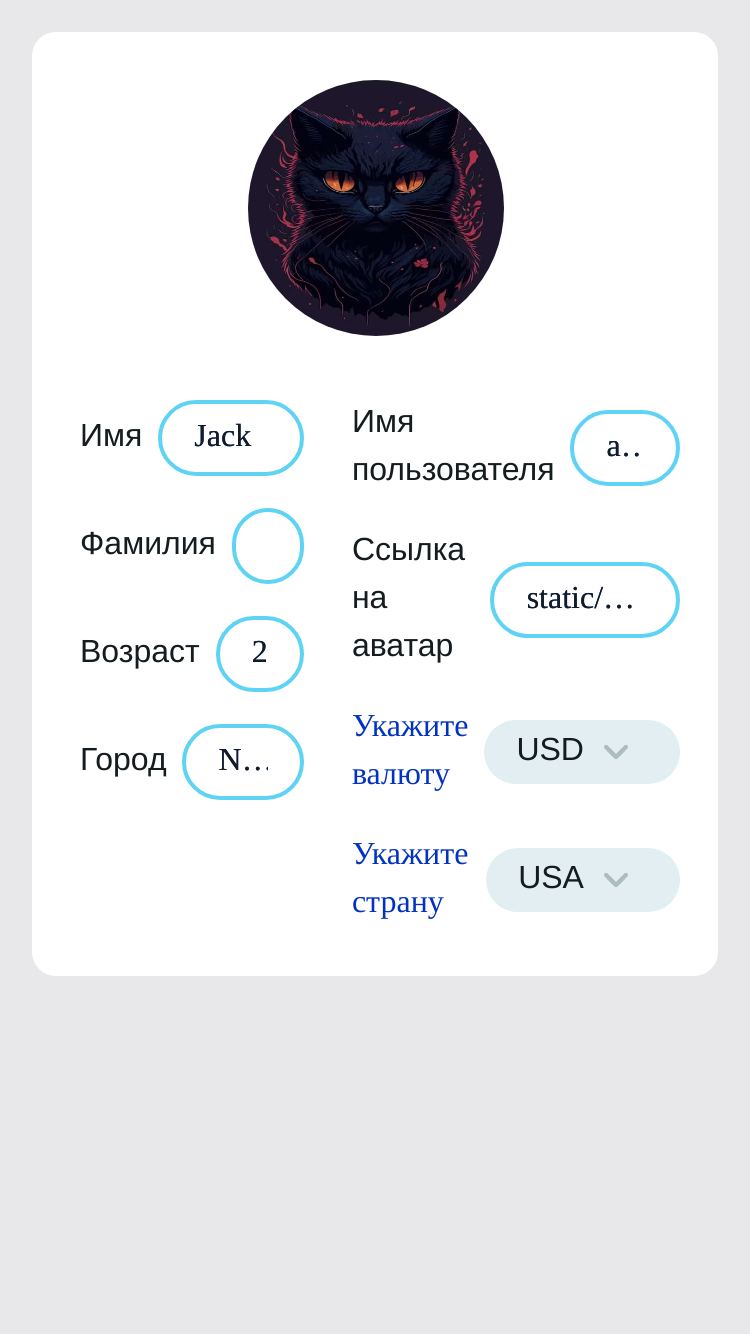 Имя
Jack
Фамилия
Возраст
2
Город
N...
Имя
пользователя
a..
Ссылка
на
аватар
static/...
Укажите
валюту
USD
Укажите
страну
USA